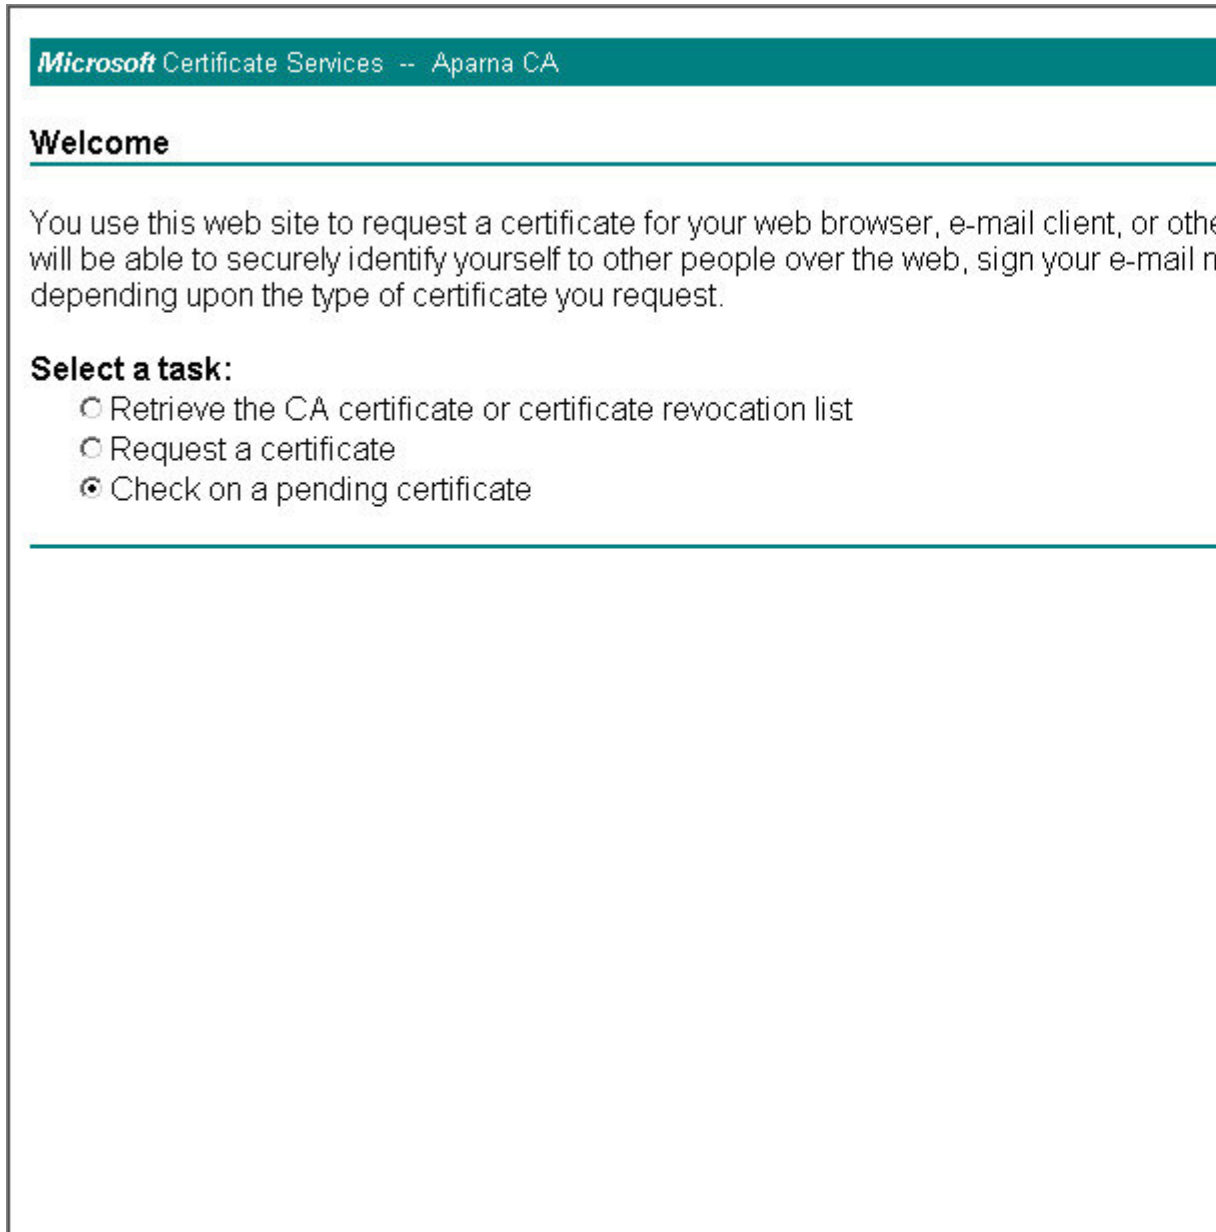 Microsoft Certificate Services -- Aparna CA
Welcome
You use this web site to request a certificate for your web browser, e-mail client, or
will be able to securely identify yourself to other people over the web, sign your e-mail
depending upon the type of certificate you request.
Select a task:
Retrieve the CA certificate or certificate revocation list
Request a certificate
Check on a pending certificate